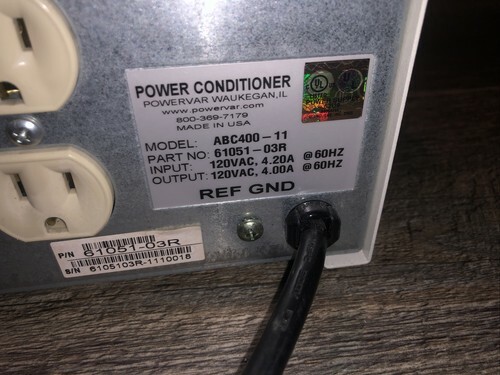 POWER CONDITIONER
POWERVAR WAUKEGAN,IL
www.powervar.com
800-369-7179
MADE IN USA
MODEL: ABC400-11
PART NO: 61051-03R
INPUT: 120VAC, 4.20A @60HZ
OUTPUT: 120VAC, 4.00A @60HZ
REF GND
P/N 61051-03R
S/N 6105103R-1110018